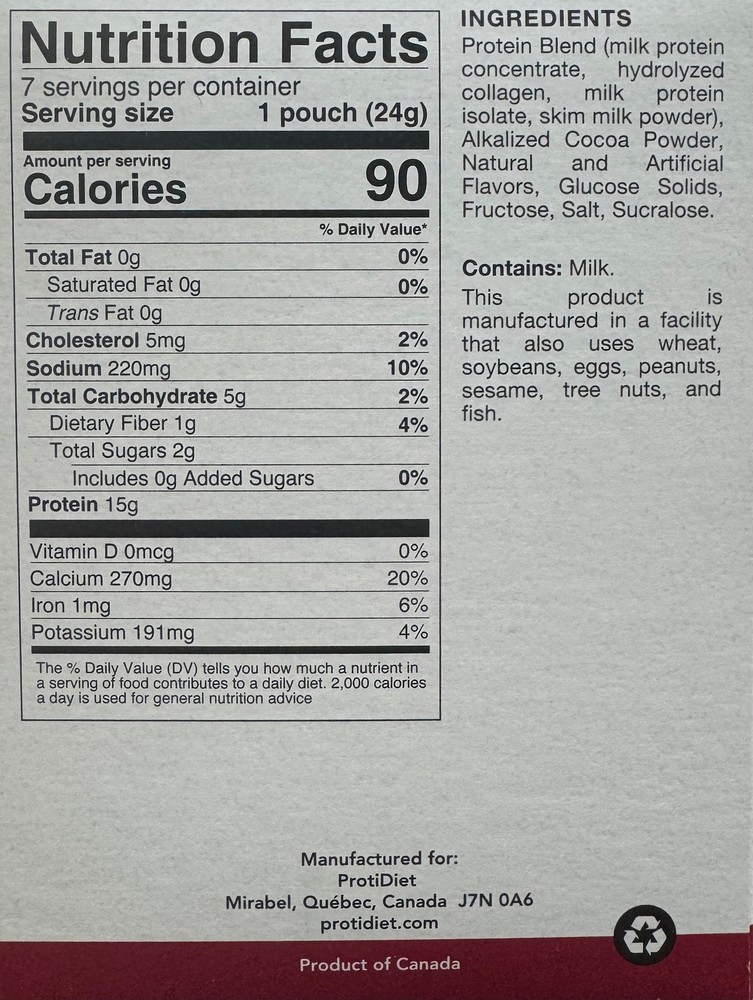 Nutrition Facts
7 servings per container
Serving size 1 pouch (24g)
Amount per serving
Calories 90
% Daily Value*
Total Fat 0g 0%
Saturated Fat 0g 0%
Trans Fat 0g
Cholesterol 5mg 2%
Sodium 220mg 10%
Total Carbohydrate 5g 2%
Dietary Fiber 1g 4%
Total Sugars 2g
Includes 0g Added Sugars 0%
Protein 15g
Vitamin D 0mcg 0%
Calcium 270mg 20%
Iron 1mg 6%
Potassium 191mg 4%
The % Daily Value (DV) tells you how much a nutrient in
a serving of food contributes to a daily diet. 2,000 calories
a day is used for general nutrition advice
INGREDIENTS
Protein Blend (milk protein
concentrate, hydrolyzed
collagen, milk protein
isolate, skim milk powder),
Alkalized Cocoa Powder,
Natural and Artificial
Flavors, Glucose Solids,
Fructose, Salt, Sucralose.
Contains: Milk.
This product is
manufactured in a facility
that also uses wheat,
soybeans, eggs, peanuts,
sesame, tree nuts, and
fish.
Manufactured for:
ProtiDiet
Mirabel, Québec, Canada J7N 0A6
protidiet.com
Product of Canada